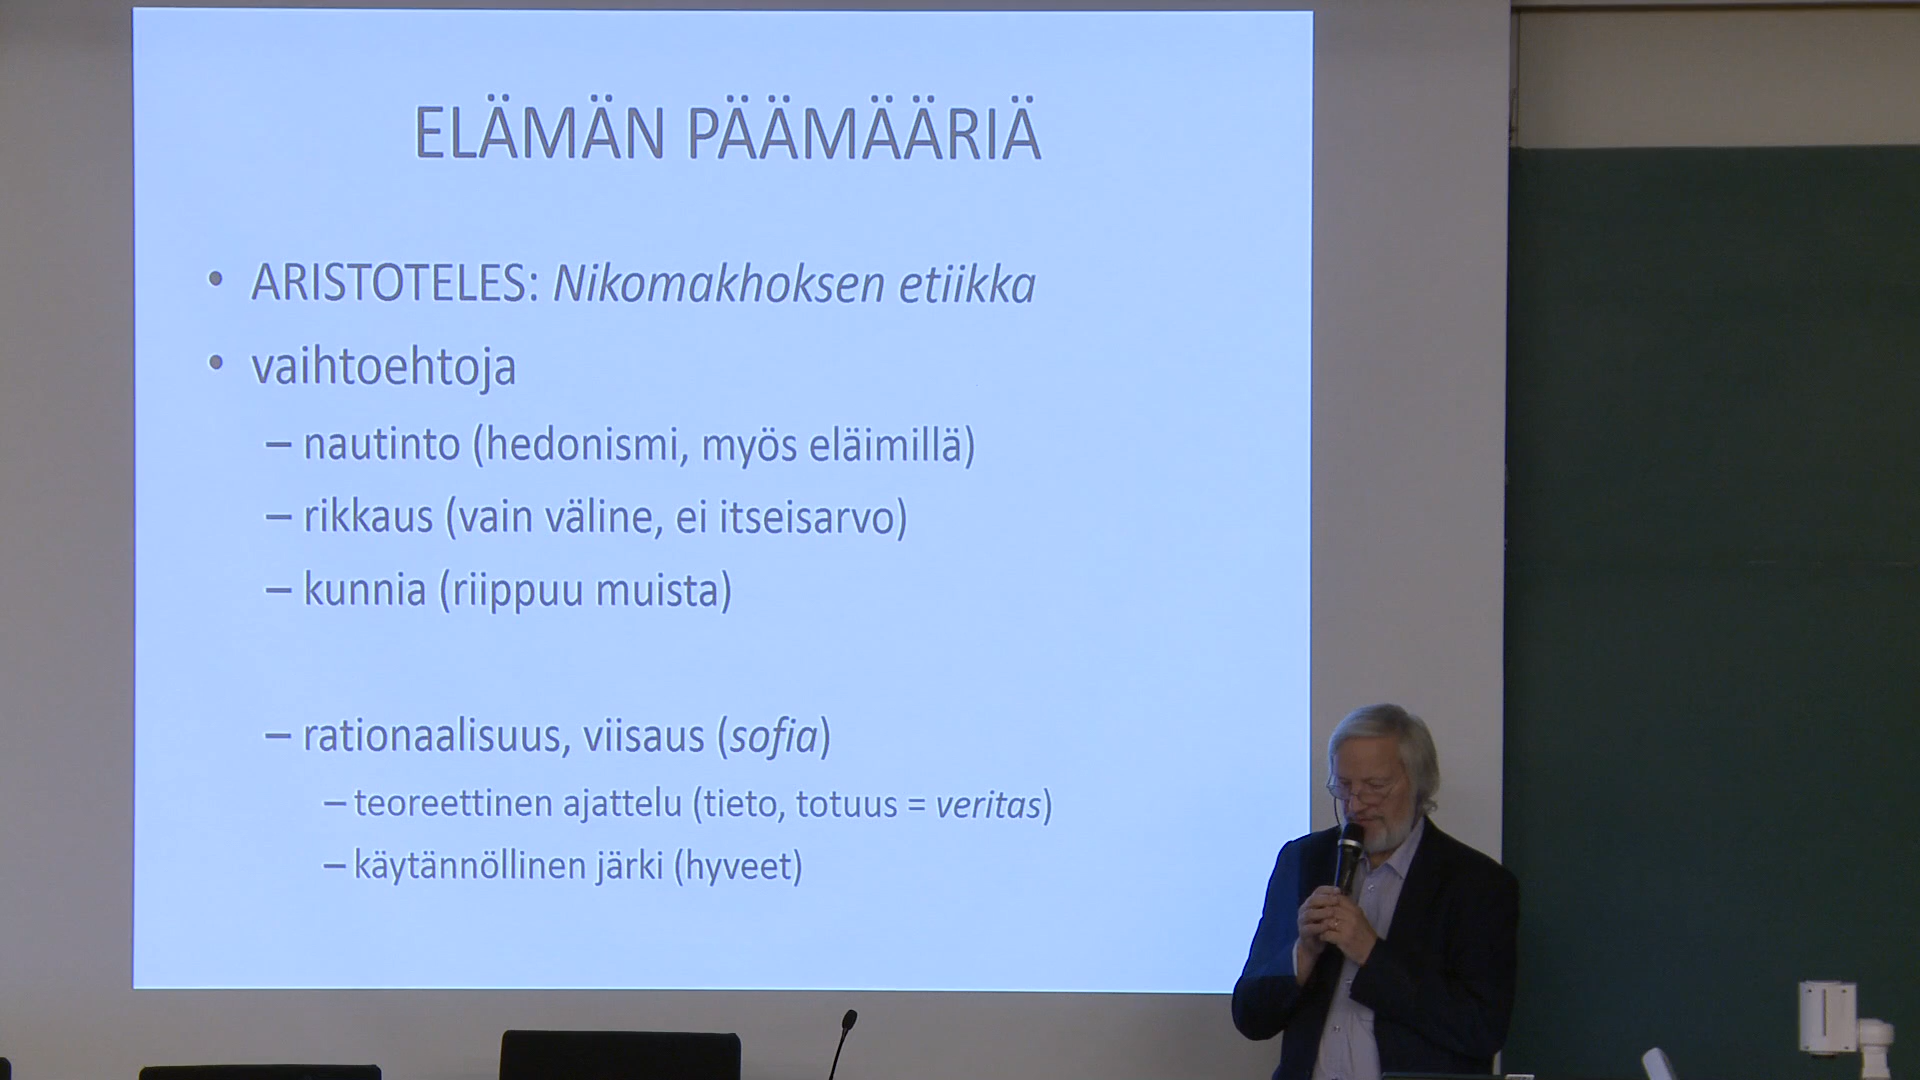 ELÄMÄN PÄÄMÄÄRIÄ
• ARISTOTELES: Nikomakhoksen etiikka
• vaihtoehtoja
– nautinto (hedonismi, myös eläimillä)
– rikkaus (vain väline, ei itseisarvo)
– kunnia (riippuu muista)
– rationaalisuus, viisaus (sofia)
– teoreettinen ajattelu (tieto, totuus = veritas)
– käytännöllinen järki (hyveet)